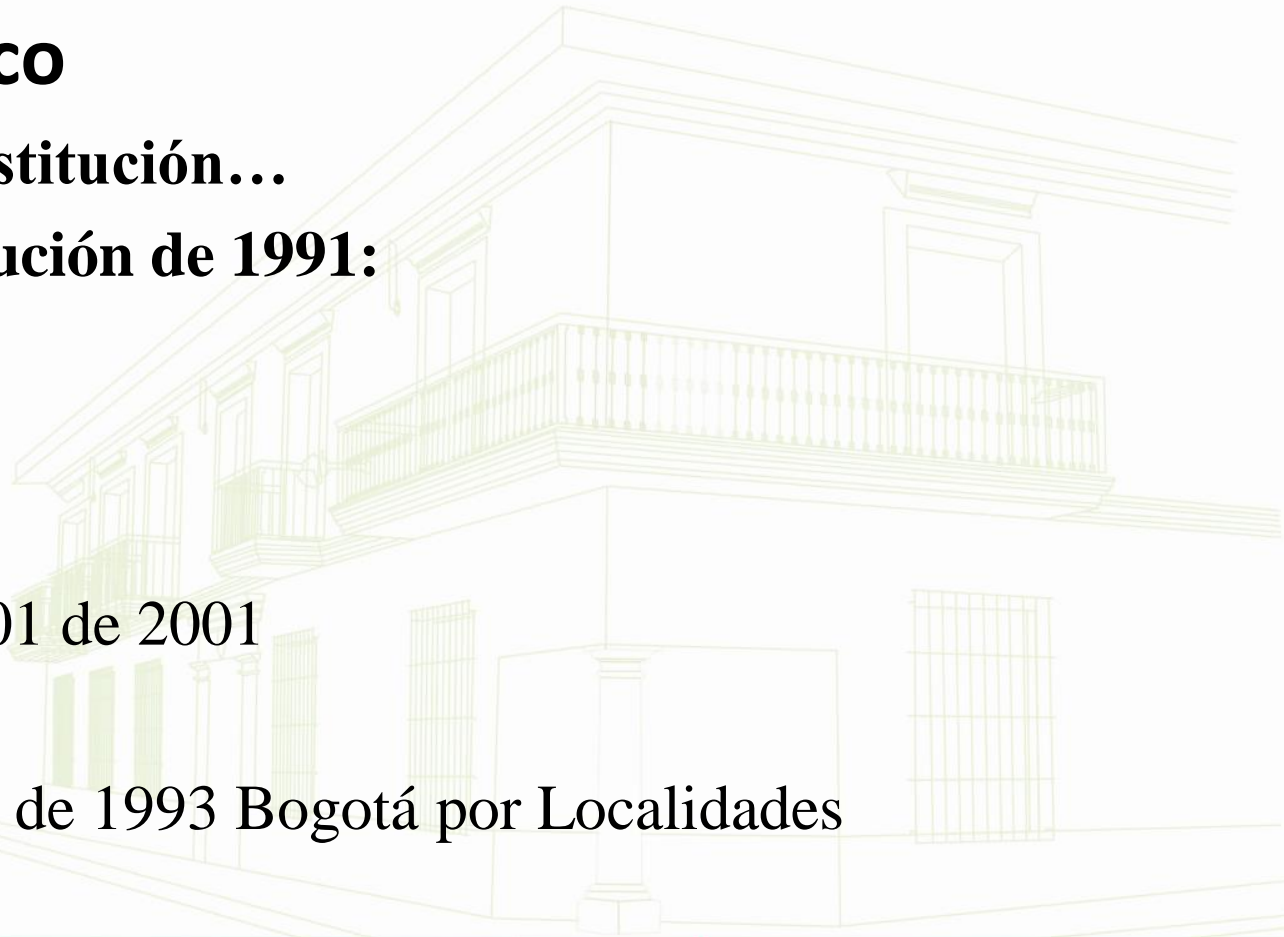 co
stitución…
ución de 1991:
01 de 2001
de 1993 Bogotá por Localidades